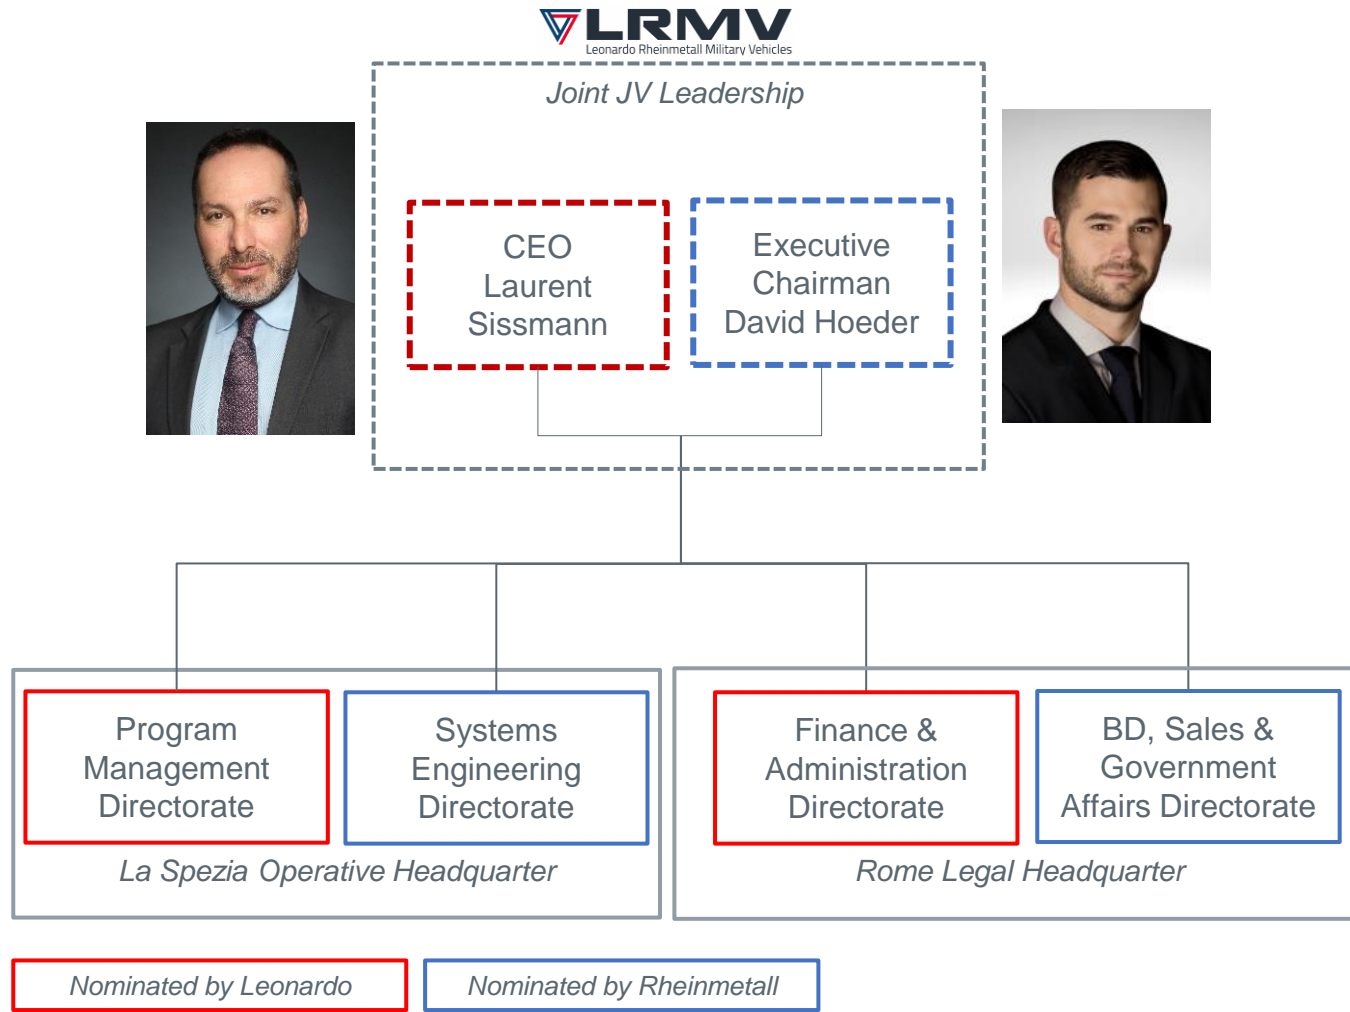 LRMV
Leonardo Rheinmetall Military Vehicles
Joint JV Leadership
CEO
Laurent
Sissmann
Executive
Chairman
David Hoeder
Program
Management
Directorate
Systems
Engineering
Directorate
Finance &
Administration
Directorate
BD, Sales &
Government
Affairs Directorate
La Spezia Operative Headquarter
Rome Legal Headquarter
Nominated by Leonardo
Nominated by Rheinmetall